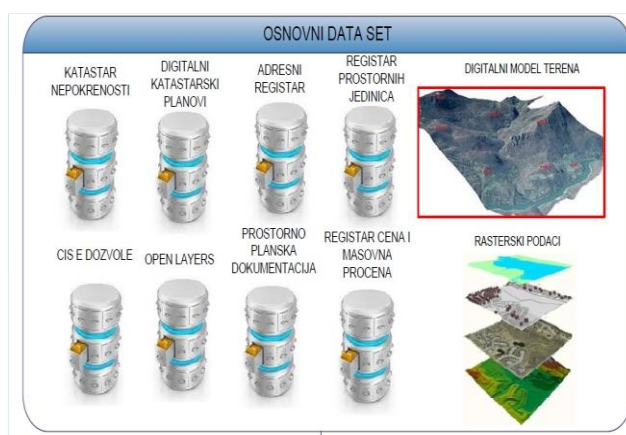 OSNOVNI DATA SET
KATASTAR
NEPOKRENOSTI
DIGITALNI
KATASTARSKI
PLANOVI
ADRESNI
REGISTAR
REGISTAR
PROSTORNIH
JEDINICA
DIGITALNI MODEL TERENA
CIS E DOZVOLE
OPEN LAYERS
PROSTORNO
PLANSKA
DOKUMENTACIJA
REGISTAR CENA I
MASOVNA
PROCENA
RASTERSKI PODACI